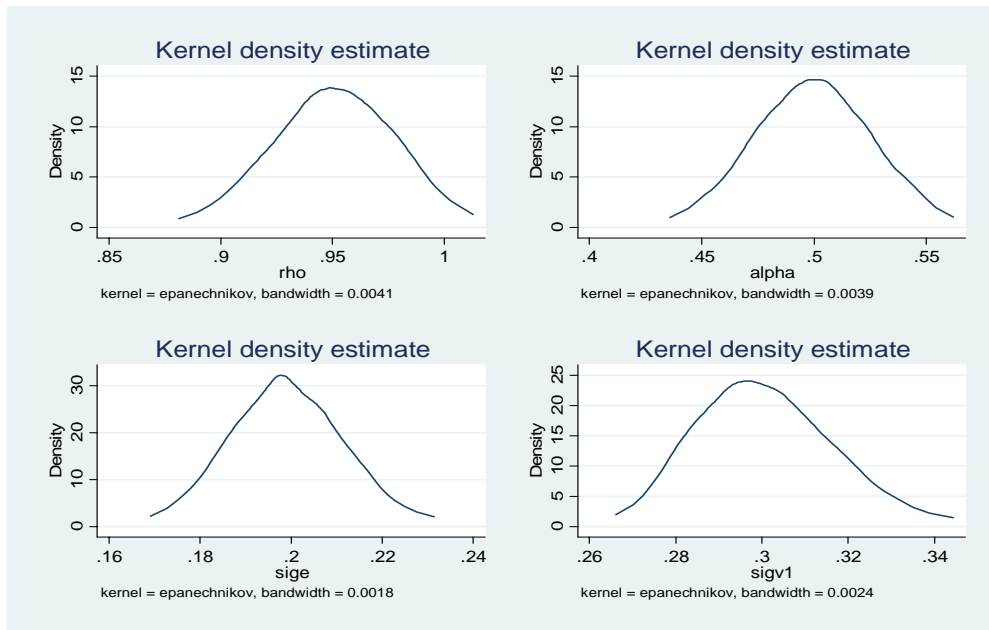 Kernel density estimate
Density
15
10
5
0
.85 .9 .95 1
rho
kernel = epanechnikov, bandwidth = 0.0041
Kernel density estimate
Density
15
10
5
0
.4 .45 .5 .55
alpha
kernel = epanechnikov, bandwidth = 0.0039
Kernel density estimate
Density
30
20
10
0
.16 .18 .2 .22 .24
sige
kernel = epanechnikov, bandwidth = 0.0018
Kernel density estimate
Density
25
20
15
10
5
0
.26 .28 .3 .32 .34
sigv1
kernel = epanechnikov, bandwidth = 0.0024